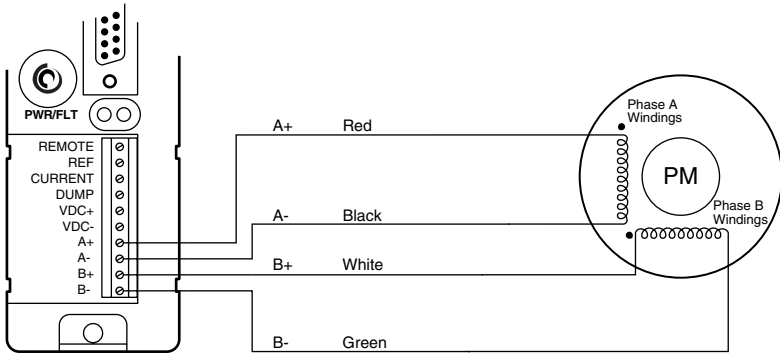 PWR/FLT
REMOTE
REF
CURRENT
DUMP
VDC+
VDC-
A+
A-
B+
B-
A+ Red
A- Black
B+ White
B- Green
Phase A
Windings
PM
Phase B
Windings